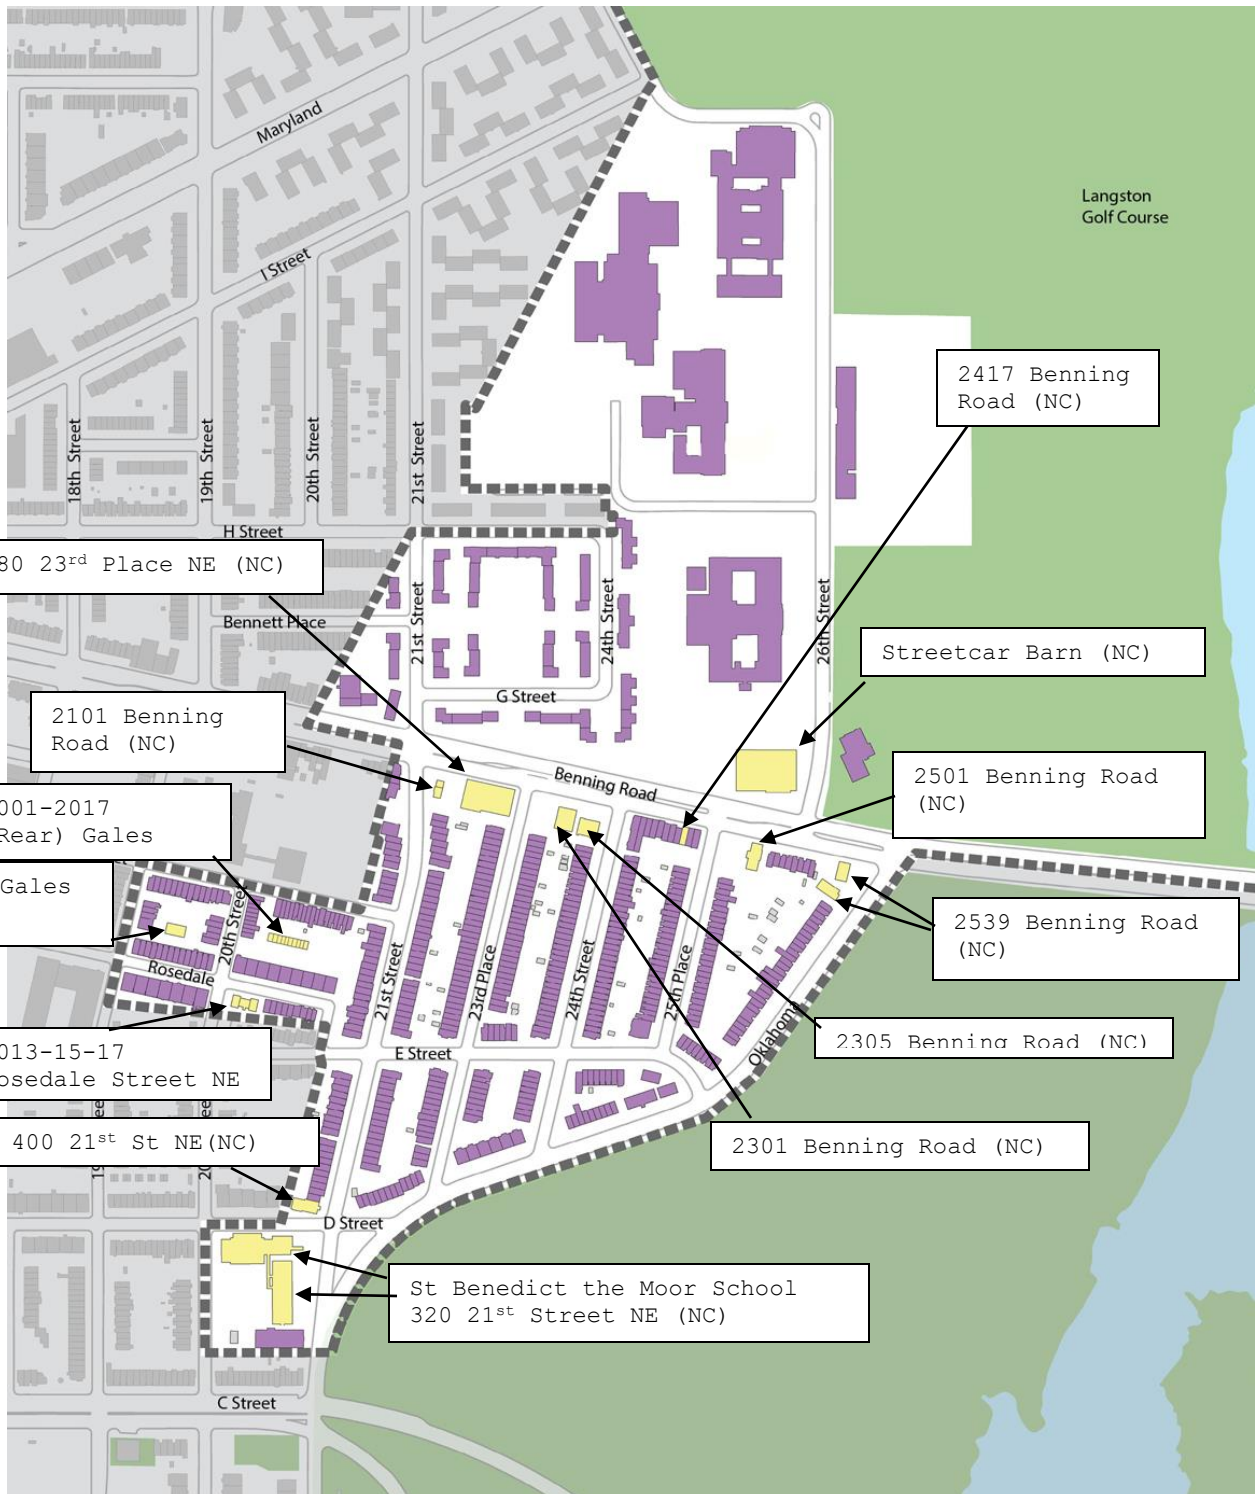 Maryland
Langston
Golf Course
I Street
2417 Benning
Road (NC)
18th Street
19th Street
20th Street
21st Street
H Street
80 23rd Place NE (NC)
Bennett Place
21st Street
24th Street
26th Street
Streetcar Barn (NC)
G Street
2101 Benning
Road (NC)
Benning Road
2501 Benning Road
(NC)
001-2017
Rear) Gales
Gales
20th Street
2539 Benning Road
(NC)
Rosedale
21st Street
23rd Place
24th Street
25th Place
Oklahoma
2305 Benning Road (NC)
E Street
013-15-17
osedale Street NE
2301 Benning Road (NC)
400 21st St NE(NC)
19
20
D Street
St Benedict the Moor School
320 21st Street NE (NC)
C Street